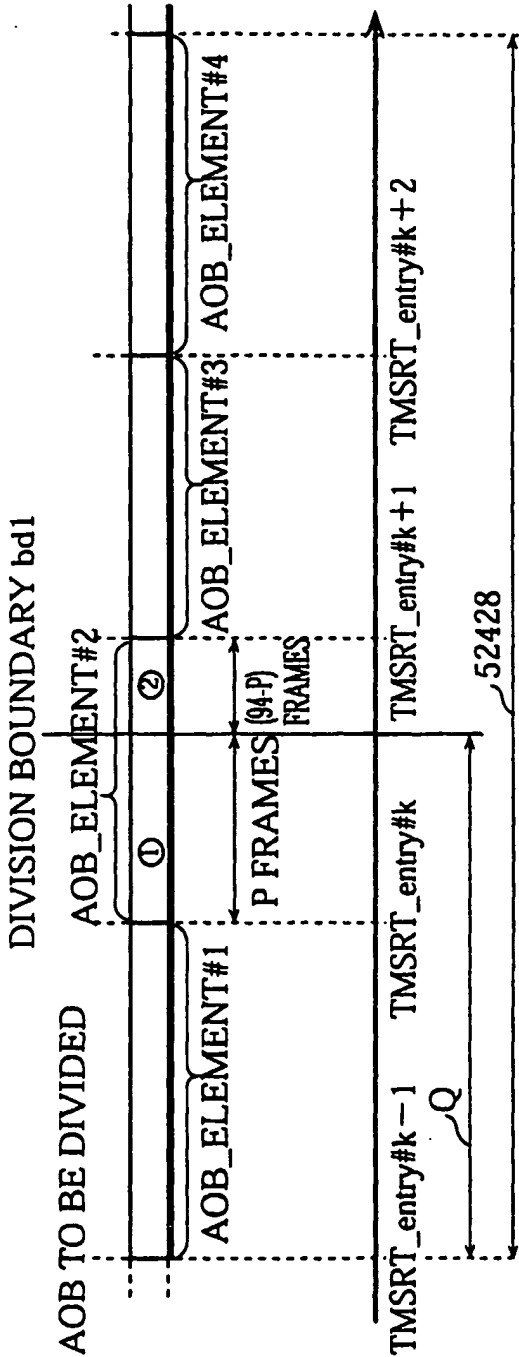 DIVISION BOUNDARY bd1
AOB TO BE DIVIDED
AOB_ELEMENT#2
①
②
AOB_ELEMENT#1
AOB_ELEMENT#3
AOB_ELEMENT#4
P FRAMES
(94-P)
FRAMES
TMSRT_entry#k−1
TMSRT_entry#k
TMSRT_entry#k+1
TMSRT_entry#k+2
Q
52428